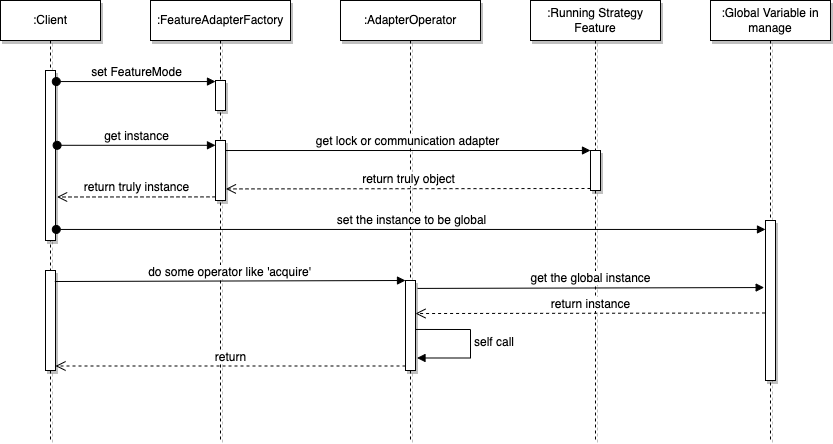 :Client
:FeatureAdapterFactory
:AdapterOperator
:Running Strategy
Feature
:Global Variable in
manage
set FeatureMode
get instance
get lock or communication adapter
return truly object
return truly instance
set the instance to be global
do some operator like 'acquire'
get the global instance
return instance
self call
return